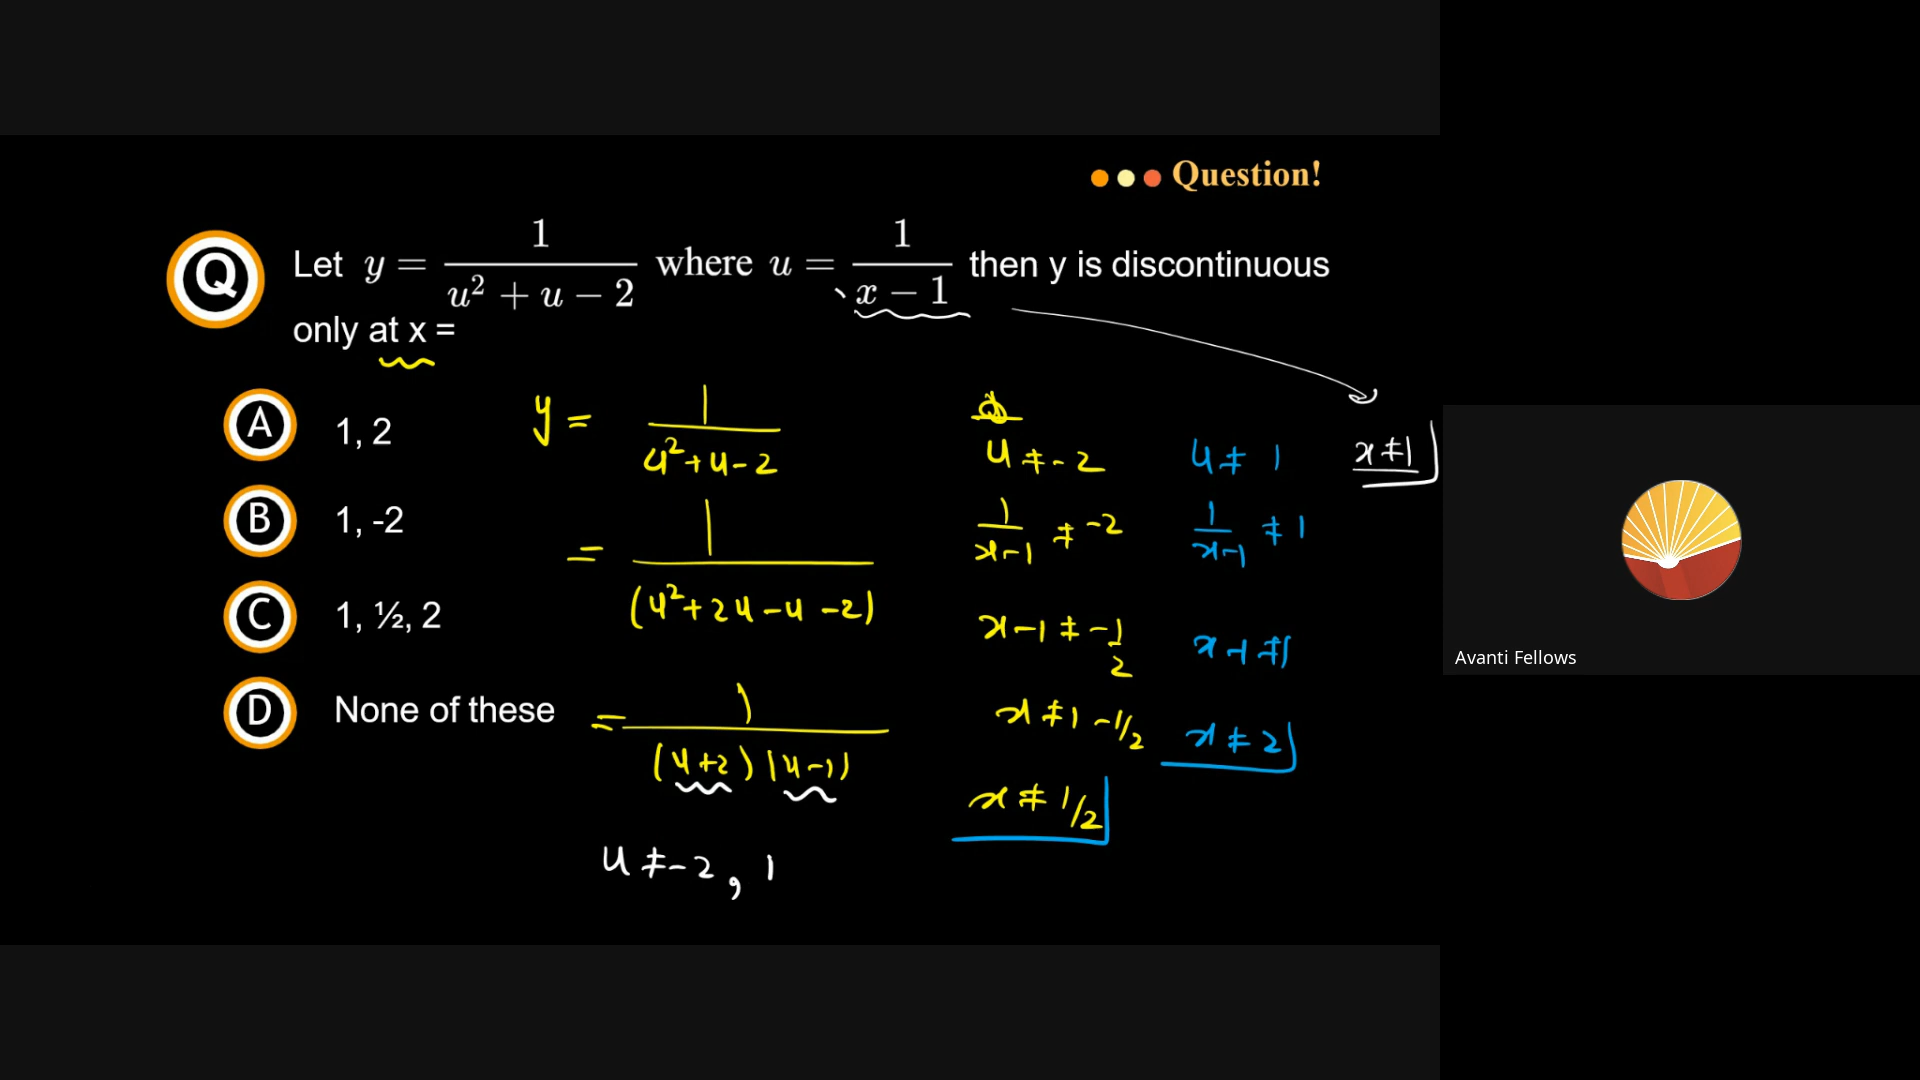 Question!
Q
Let y = 1/(u² + u − 2) where u = 1/(x − 1) then y is discontinuous
only at x =
A 1, 2
B 1, -2
C 1, ½, 2
D None of these
y = 1/(u²+u-2)
= 1/(u²+2u-u-2)
= 1/((u+2)(u-1))
u ≠ -2, 1
u ≠ -2
1/(x-1) ≠ -2
x-1 ≠ -1/2
x ≠ 1 - 1/2
x ≠ 1/2
u ≠ 1
1/(x-1) ≠ 1
x-1 ≠ 1
x ≠ 2
x ≠ 1
Avanti Fellows